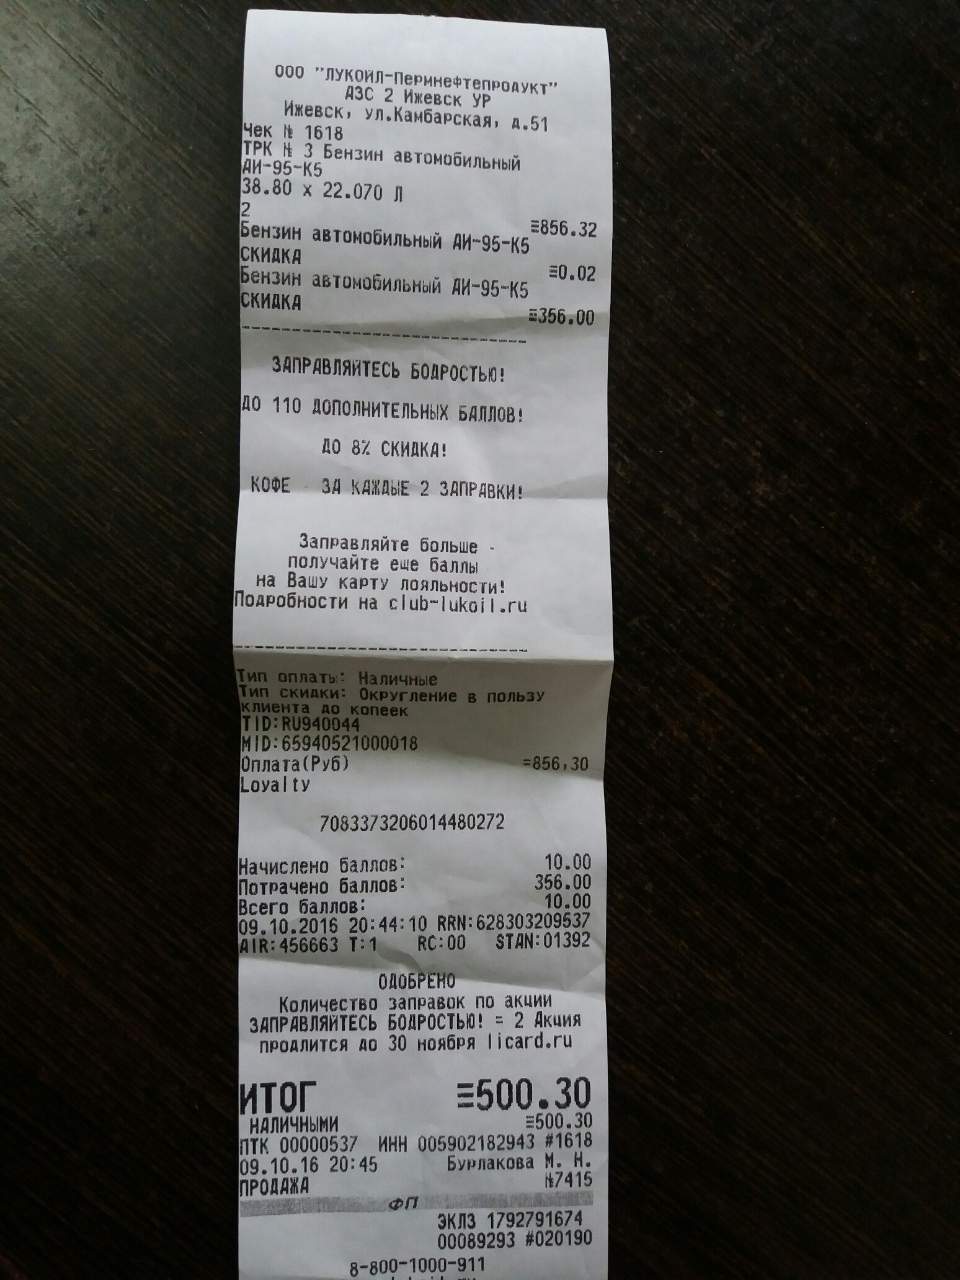 ООО "ЛУКОЙЛ-Пермнефтепродукт"
АЗС 2 Ижевск УР
Ижевск, ул.Камбарская, д.51
Чек № 1618
ТРК № 3 Бензин автомобильный
АИ-95-К5
38.80 x 22.070 Л
2 ≡856.32
Бензин автомобильный АИ-95-К5
СКИДКА ≡0.02
Бензин автомобильный АИ-95-К5
СКИДКА ≡356.00
ЗАПРАВЛЯЙТЕСЬ БОДРОСТЬЮ!
ДО 110 ДОПОЛНИТЕЛЬНЫХ БАЛЛОВ!
ДО 8% СКИДКА!
КОФЕ - ЗА КАЖДЫЕ 2 ЗАПРАВКИ!
Заправляйте больше -
получайте еще баллы
на Вашу карту лояльности!
Подробности на club-lukoil.ru
Тип оплаты: Наличные
Тип скидки: Округление в пользу
клиента до копеек
TID:RU940044
MID:65940521000018
Оплата(Руб) =856,30
Loyalty
7083373206014480272
Начислено баллов: 10.00
Потрачено баллов: 356.00
Всего баллов: 10.00
09.10.2016 20:44:10 RRN:628303209537
AIR:456663 T:1 RC:00 STAN:01392
ОДОБРЕНО
Количество заправок по акции
ЗАПРАВЛЯЙТЕСЬ БОДРОСТЬЮ! = 2 Акция
продлится до 30 ноября licard.ru
ИТОГ ≡500.30
НАЛИЧНЫМИ ≡500.30
ПТК 00000537 ИНН 005902182943 #1618
09.10.16 20:45 Бурлакова М. Н.
ПРОДАЖА №7415
ФП
ЭКЛЗ 1792791674
00089293 #020190
8-800-1000-911